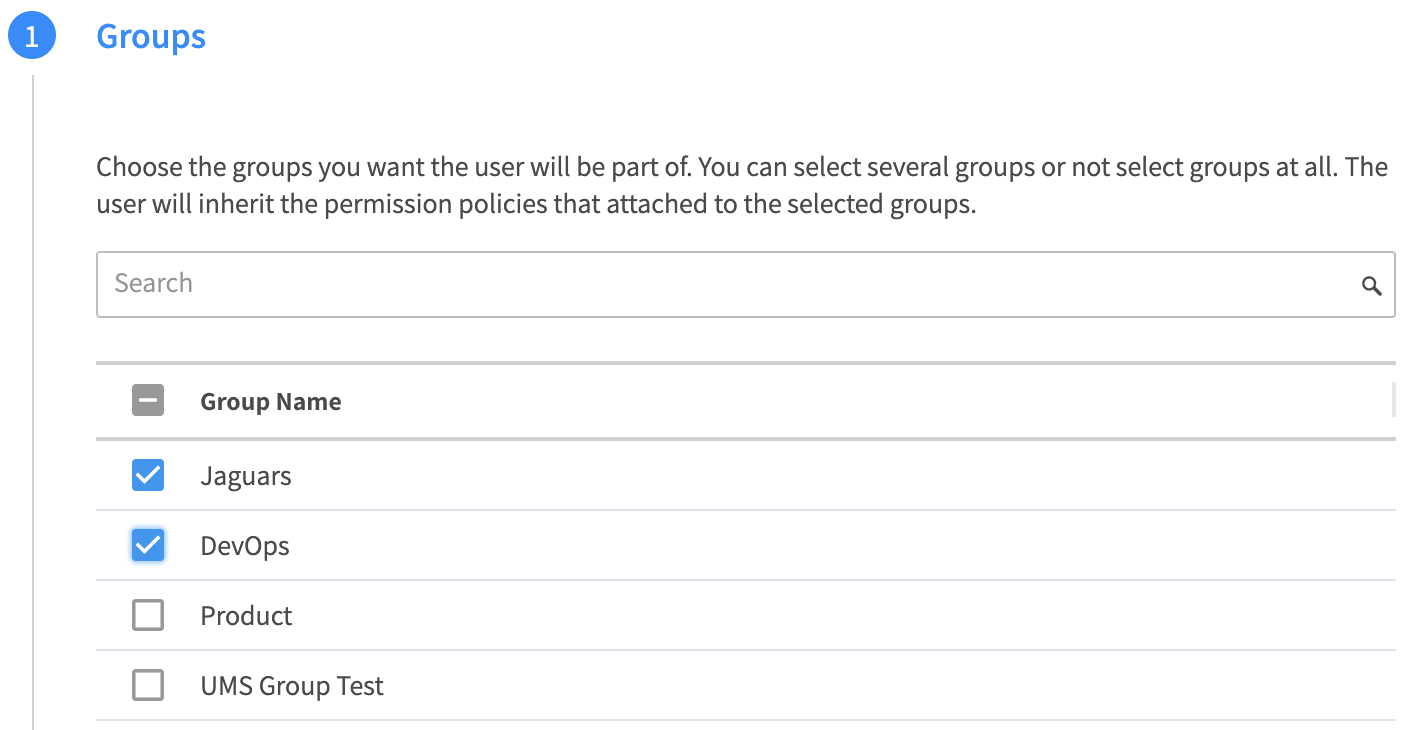 1
Groups
Choose the groups you want the user will be part of. You can select several groups or not select groups at all. The
user will inherit the permission policies that attached to the selected groups.
Search
Group Name
Jaguars
DevOps
Product
UMS Group Test